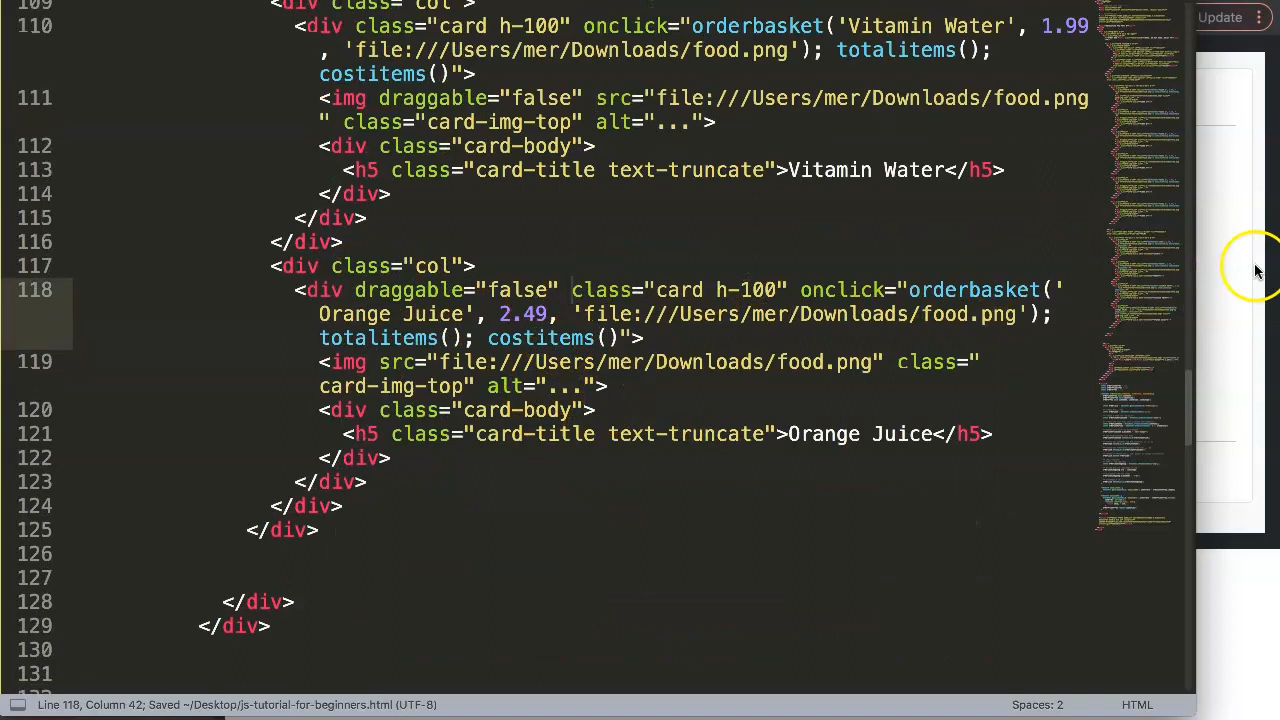 109 <div class="col">
110 <div class="card h-100" onclick="orderbasket('Vitamin Water', 1.99
, 'file:///Users/mer/Downloads/food.png'); totalitems();
costitems()">
111 <img draggable="false" src="file:///Users/mer/Downloads/food.png
" class="card-img-top" alt="...">
112 <div class="card-body">
113 <h5 class="card-title text-truncate">Vitamin Water</h5>
114 </div>
115 </div>
116 </div>
117 <div class="col">
118 <div draggable="false" class="card h-100" onclick="orderbasket('
Orange Juice', 2.49, 'file:///Users/mer/Downloads/food.png');
totalitems(); costitems()">
119 <img src="file:///Users/mer/Downloads/food.png" class="
card-img-top" alt="...">
120 <div class="card-body">
121 <h5 class="card-title text-truncate">Orange Juice</h5>
122 </div>
123 </div>
124 </div>
125 </div>
126
127
128 </div>
129 </div>
130
131
Update
Line 118, Column 42; Saved ~/Desktop/js-tutorial-for-beginners.html (UTF-8)
Spaces: 2
HTML